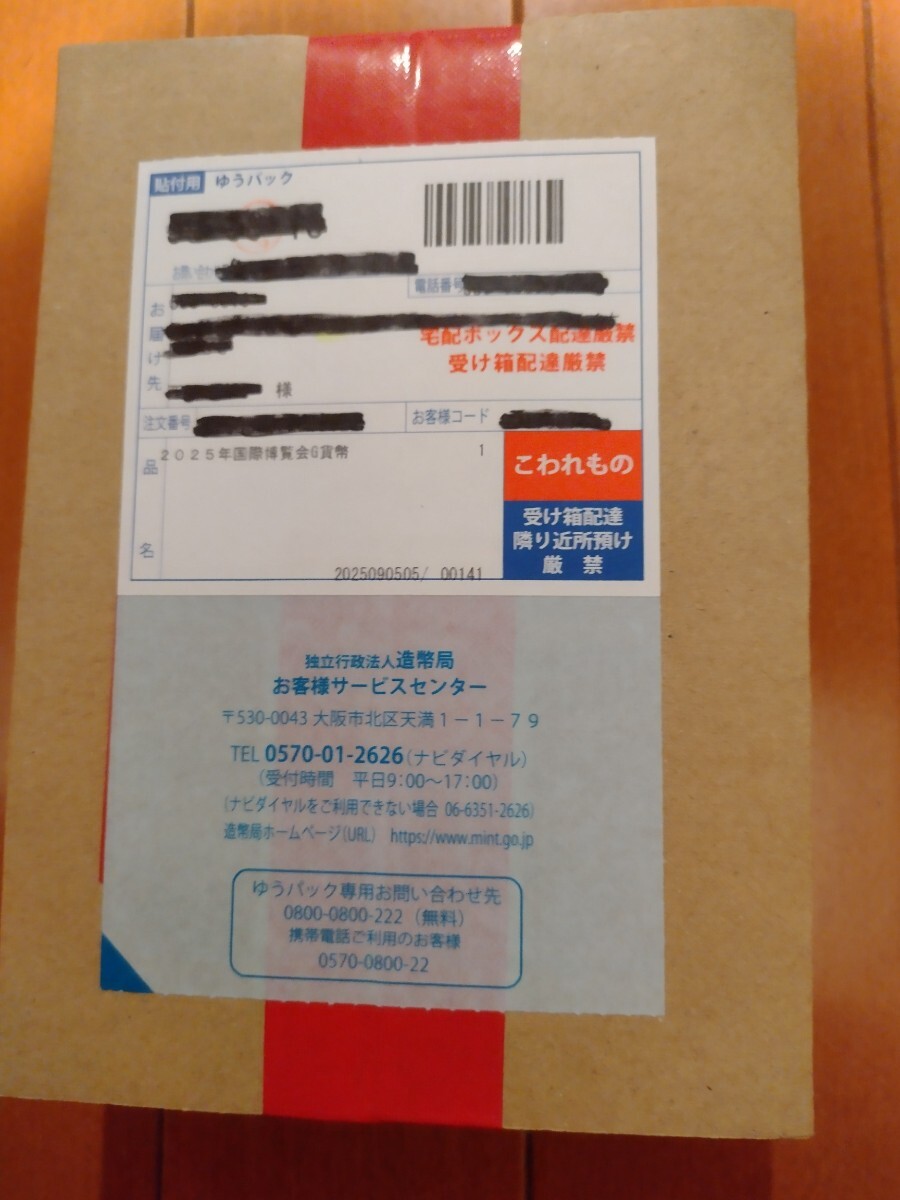 貼付用 ゆうパック
電話番号
お届け先
宅配ボックス配達厳禁
受け箱配達厳禁
様
注文番号
お客様コード
品名
2025年国際博覧会G貨幣 1
こわれもの
受け箱配達
隣り近所預け
厳禁
2025090505/ 00141
独立行政法人造幣局
お客様サービスセンター
〒530-0043 大阪市北区天満1-1-79
TEL 0570-01-2626(ナビダイヤル)
(受付時間 平日9:00~17:00)
(ナビダイヤルをご利用できない場合 06-6351-2626)
造幣局ホームページ(URL) https://www.mint.go.jp
ゆうパック専用お問い合わせ先
0800-0800-222(無料)
携帯電話ご利用のお客様
0570-0800-22